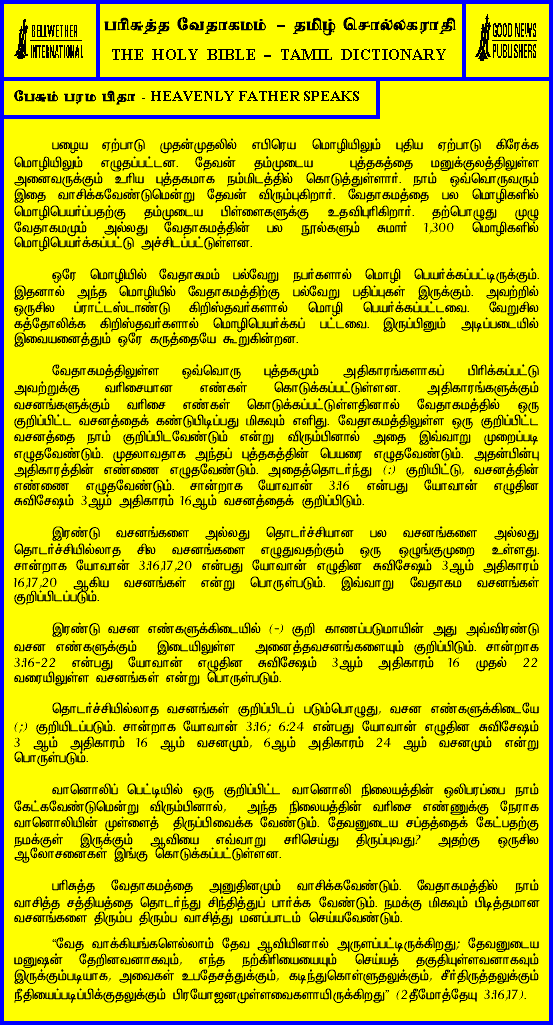 BELLWETHER
INTERNATIONAL
பரிசுத்த வேதாகமம் – தமிழ் சொல்லகராதி
THE HOLY BIBLE – TAMIL DICTIONARY
GOOD NEWS
PUBLISHERS
பேசும் பரம பிதா - HEAVENLY FATHER SPEAKS
பழைய ஏற்பாடு முதன்முதலில் எபிரெய மொழியிலும் புதிய ஏற்பாடு கிரேக்க
மொழியிலும் எழுதப்பட்டன. தேவன் தம்முடைய புத்தகத்தை மனுக்குலத்திலுள்ள
அனைவருக்கும் உரிய புத்தகமாக நம்மிடத்தில் கொடுத்துள்ளார். நாம் ஒவ்வொருவரும்
இதை வாசிக்கவேண்டுமென்று தேவன் விரும்புகிறார். வேதாகமத்தை பல மொழிகளில்
மொழிபெயர்ப்பதற்கு தம்முடைய பிள்ளைகளுக்கு உதவிபுரிகிறார். தற்பொழுது முழு
வேதாகமமும் அல்லது வேதாகமத்தின் பல நூல்களும் சுமார் 1,300 மொழிகளில்
மொழிபெயர்க்கப்பட்டு அச்சிடப்பட்டுள்ளன.
ஒரே மொழியில் வேதாகமம் பல்வேறு நபர்களால் மொழி பெயர்க்கப்பட்டிருக்கும்.
இதனால் அந்த மொழியில் வேதாகமத்திற்கு பல்வேறு பதிப்புகள் இருக்கும். அவற்றில்
ஒருசில ப்ராட்டஸ்டாண்டு கிறிஸ்தவர்களால் மொழி பெயர்க்கப்பட்டவை. வேறுசில
கத்தோலிக்க கிறிஸ்தவர்களால் மொழிபெயர்க்கப் பட்டவை. இருப்பினும் அடிப்படையில்
இவையனைத்தும் ஒரே கருத்தையே கூறுகின்றன.
வேதாகமத்திலுள்ள ஒவ்வொரு புத்தகமும் அதிகாரங்களாகப் பிரிக்கப்பட்டு
அவற்றுக்கு வரிசையான எண்கள் கொடுக்கப்பட்டுள்ளன. அதிகாரங்களுக்கும்
வசனங்களுக்கும் வரிசை எண்கள் கொடுக்கப்பட்டுள்ளதினால் வேதாகமத்தில் ஒரு
குறிப்பிட்ட வசனத்தைக் கண்டுபிடிப்பது மிகவும் எளிது. வேதாகமத்திலுள்ள ஒரு குறிப்பிட்ட
வசனத்தை நாம் குறிப்பிடவேண்டும் என்று விரும்பினால் அதை இவ்வாறு முறைப்படி
எழுதவேண்டும். முதலாவதாக அந்தப் புத்தகத்தின் பெயரை எழுதவேண்டும். அதன்பின்பு
அதிகாரத்தின் எண்ணை எழுதவேண்டும். அதைத்தொடர்ந்து (:) குறியிட்டு, வசனத்தின்
எண்ணை எழுதவேண்டும். சான்றாக யோவான் 3:16 என்பது யோவான் எழுதின
சுவிசேஷம் 3ஆம் அதிகாரம் 16ஆம் வசனத்தைக் குறிப்பிடும்.
இரண்டு வசனங்களை அல்லது தொடர்ச்சியான பல வசனங்களை அல்லது
தொடர்ச்சியில்லாத சில வசனங்களை எழுதுவதற்கும் ஒரு ஒழுங்குமுறை உள்ளது.
சான்றாக யோவான் 3:16,17,20 என்பது யோவான் எழுதின சுவிசேஷம் 3ஆம் அதிகாரம்
16,17,20 ஆகிய வசனங்கள் என்று பொருள்படும். இவ்வாறு வேதாகம வசனங்கள்
குறிப்பிடப்படும்.
இரண்டு வசன எண்களுக்கிடையில் (-) குறி காணப்படுமாயின் அது அவ்விரண்டு
வசன எண்களுக்கும் இடையிலுள்ள அனைத்தவசனங்களையும் குறிப்பிடும். சான்றாக
3:16-22 என்பது யோவான் எழுதின சுவிசேஷம் 3ஆம் அதிகாரம் 16 முதல் 22
வரையிலுள்ள வசனங்கள் என்று பொருள்படும்.
தொடர்ச்சியில்லாத வசனங்கள் குறிப்பிடப் படும்பொழுது, வசன எண்களுக்கிடையே
(;) குறியிடப்படும். சான்றாக யோவான் 3:16; 6:24 என்பது யோவான் எழுதின சுவிசேஷம்
3 ஆம் அதிகாரம் 16 ஆம் வசனமும், 6ஆம் அதிகாரம் 24 ஆம் வசனமும் என்று
பொருள்படும்.
வானொலிப் பெட்டியில் ஒரு குறிப்பிட்ட வானொலி நிலையத்தின் ஒலிபரப்பை நாம்
கேட்கவேண்டுமென்று விரும்பினால், அந்த நிலையத்தின் வரிசை எண்ணுக்கு நேராக
வானொலியின் முள்ளைத் திருப்பிவைக்க வேண்டும். தேவனுடைய சப்தத்தைக் கேட்பதற்கு
நமக்குள் இருக்கும் ஆவியை எவ்வாறு சரிசெய்து திருப்புவது? அதற்கு ஒருசில
ஆலோசனைகள் இங்கு கொடுக்கப்பட்டுள்ளன.
பரிசுத்த வேதாகமத்தை அனுதினமும் வாசிக்கவேண்டும். வேதாகமத்தில் நாம்
வாசித்த சத்தியத்தை தொடர்ந்து சிந்தித்துப் பார்க்க வேண்டும். நமக்கு மிகவும் பிடித்தமான
வசனங்களை திரும்ப திரும்ப வாசித்து மனப்பாடம் செய்யவேண்டும்.
"வேத வாக்கியங்களெல்லாம் தேவ ஆவியினால் அருளப்பட்டிருக்கிறது; தேவனுடைய
மனுஷன் தேறினவனாகவும், எந்த நற்கிரியையையும் செய்யத் தகுதியுள்ளவனாகவும்
இருக்கும்படியாக, அவைகள் உபதேசத்துக்கும், கடிந்துகொள்ளுதலுக்கும், சீர்திருத்தலுக்கும்
நீதியைப்படிப்பிக்குதலுக்கும் பிரயோஜனமுள்ளவைகளாயிருக்கிறது" (2தீமோத்தேயு 3:16,17).